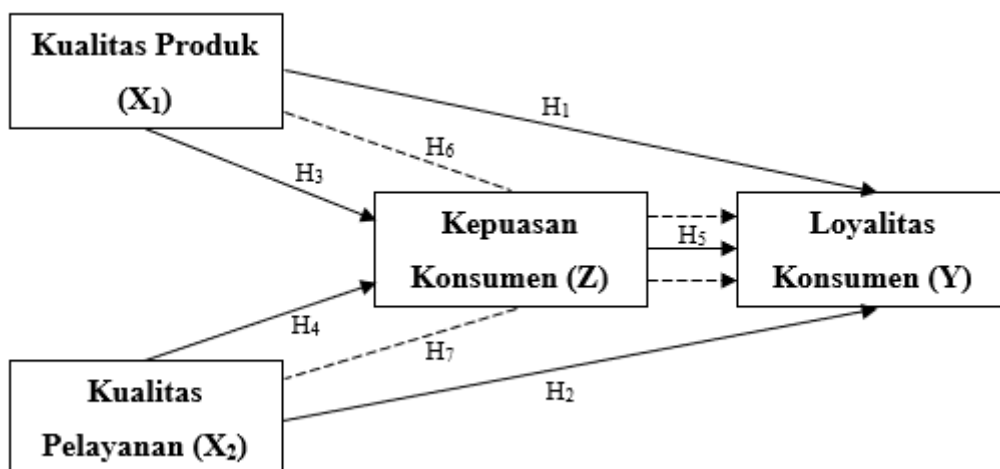 Kualitas Produk
(X₁)
H₁
H₆
H₃
Kepuasan
Konsumen (Z)
H₅
Loyalitas
Konsumen (Y)
H₄
H₇
H₂
Kualitas
Pelayanan (X₂)